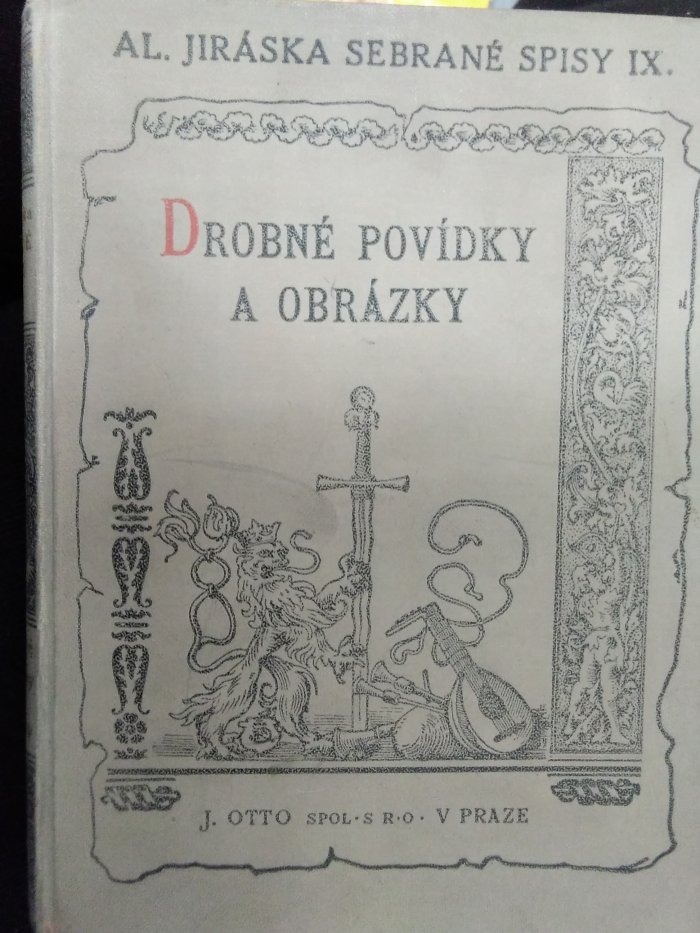 AL. JIRÁSKA SEBRANÉ SPISY IX.
DROBNÉ POVÍDKY
A OBRÁZKY
J. OTTO SPOL·S R·O· V PRAZE